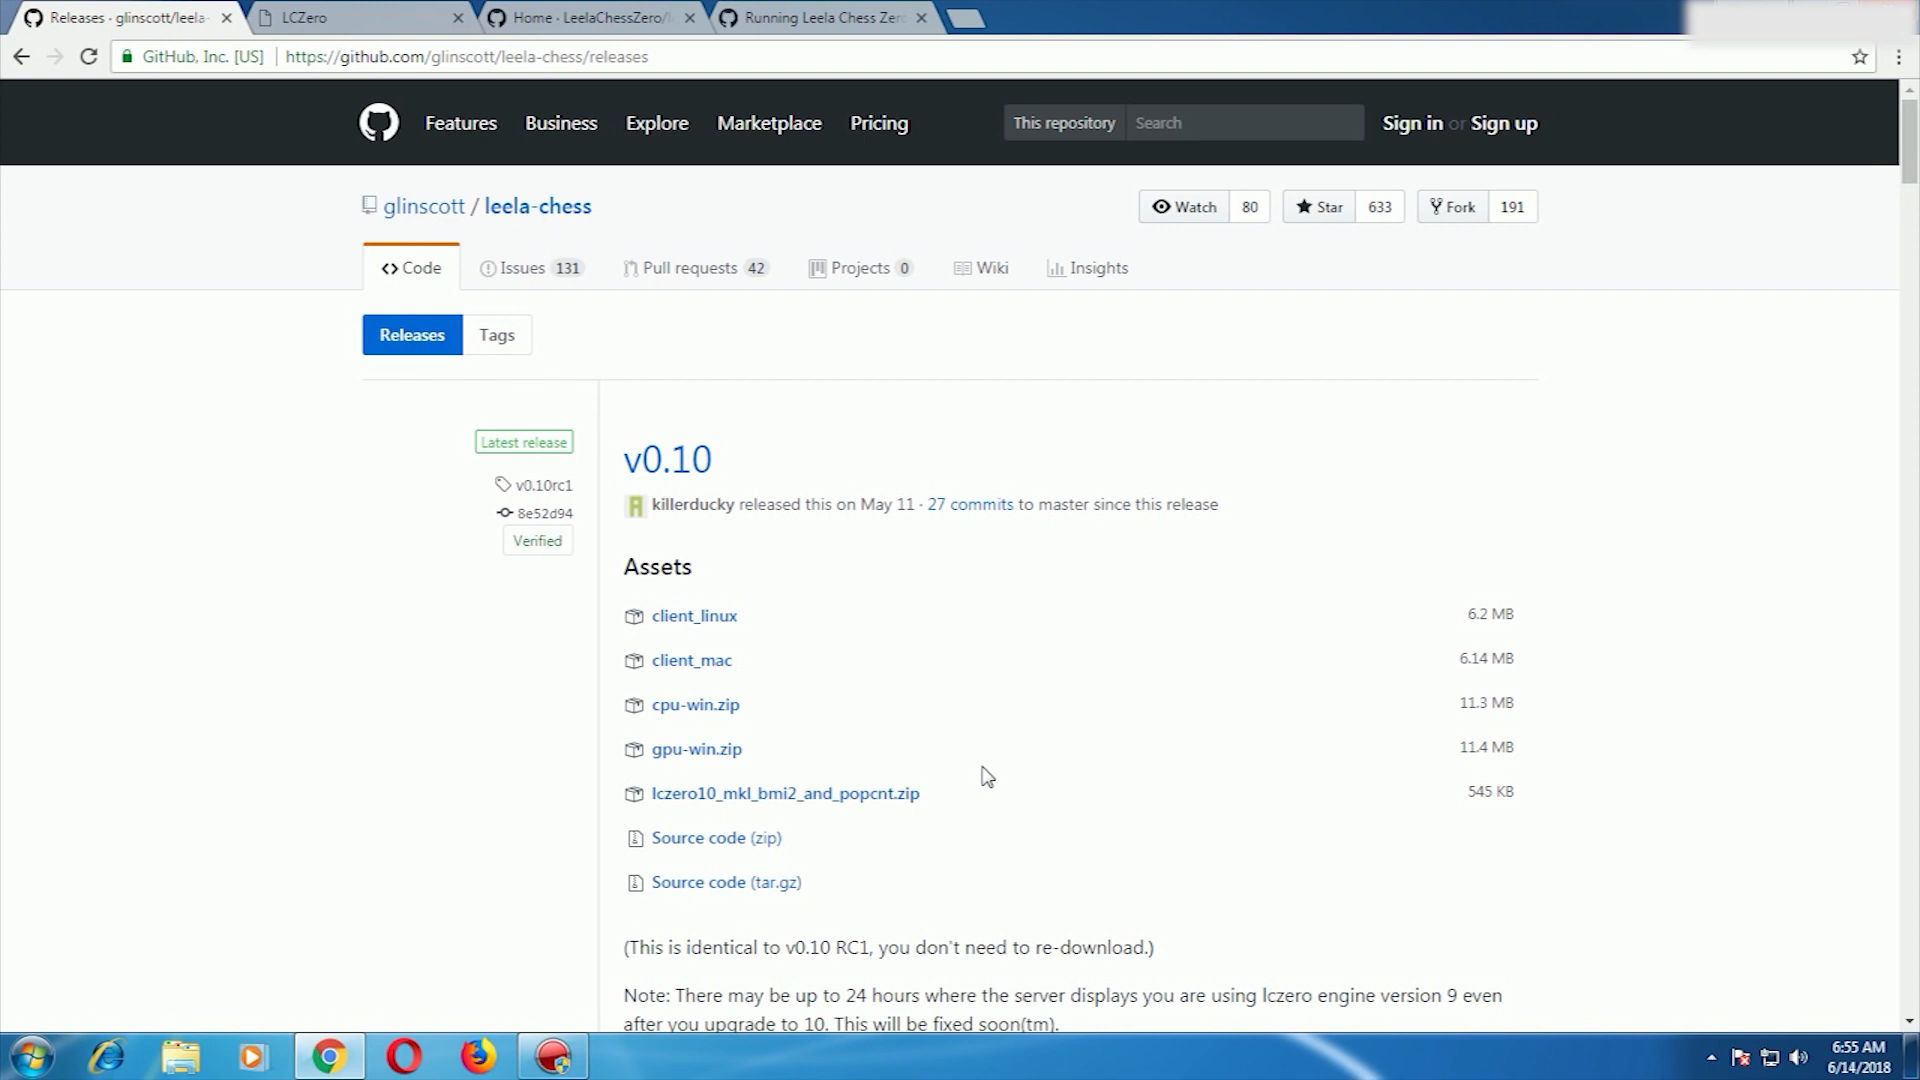 Releases · glinscott/leela-
LCZero
Home · LeelaChessZero/l
Running Leela Chess Zero
GitHub, Inc. [US]
https://github.com/glinscott/leela-chess/releases
Features
Business
Explore
Marketplace
Pricing
This repository
Search
Sign in or Sign up
glinscott / leela-chess
Watch 80
Star 633
Fork 191
Code
Issues 131
Pull requests 42
Projects 0
Wiki
Insights
Releases
Tags
Latest release
v0.10rc1
8e52d94
Verified
v0.10
killerducky released this on May 11 · 27 commits to master since this release
Assets
client_linux 6.2 MB
client_mac 6.14 MB
cpu-win.zip 11.3 MB
gpu-win.zip 11.4 MB
lczero10_mkl_bmi2_and_popcnt.zip 545 KB
Source code (zip)
Source code (tar.gz)
(This is identical to v0.10 RC1, you don't need to re-download.)
Note: There may be up to 24 hours where the server displays you are using lczero engine version 9 even
after you upgrade to 10. This will be fixed soon(tm).
6:55 AM
6/14/2018